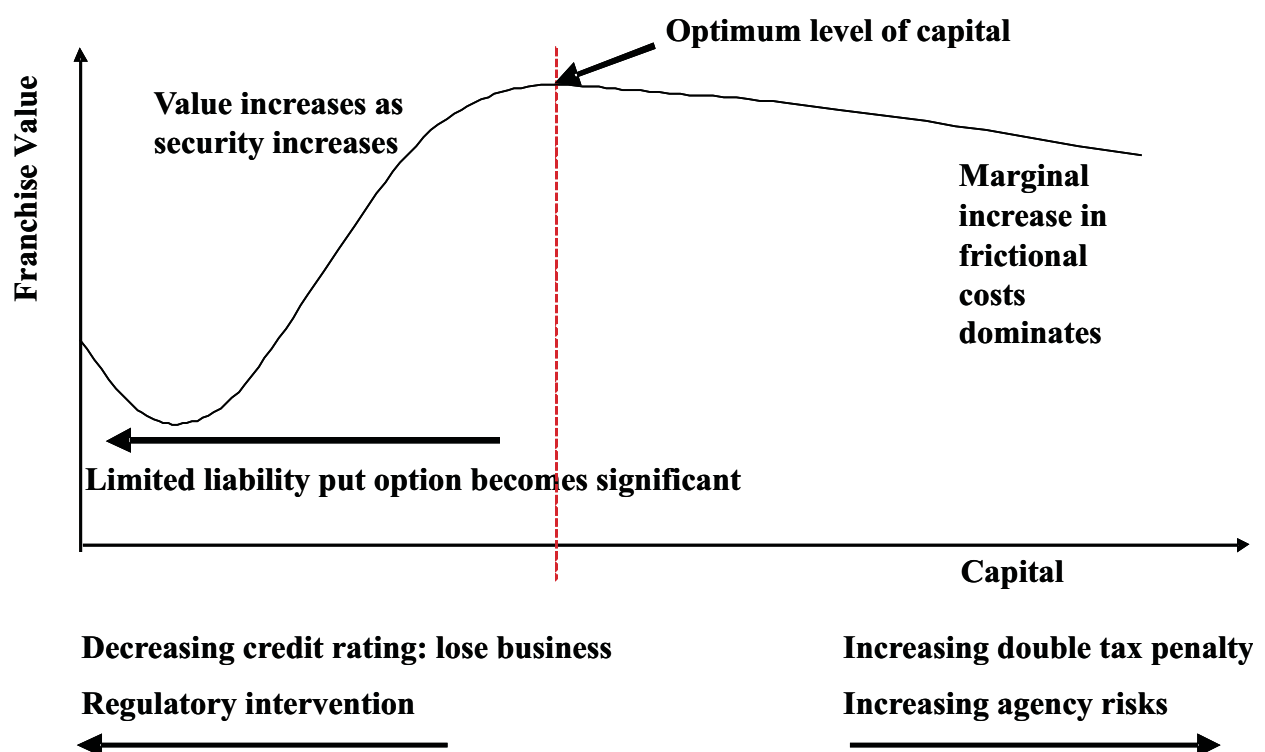 Optimum level of capital
Value increases as
security increases
Franchise Value
Marginal
increase in
frictional
costs
dominates
Limited liability put option becomes significant
Capital
Decreasing credit rating: lose business
Increasing double tax penalty
Regulatory intervention
Increasing agency risks